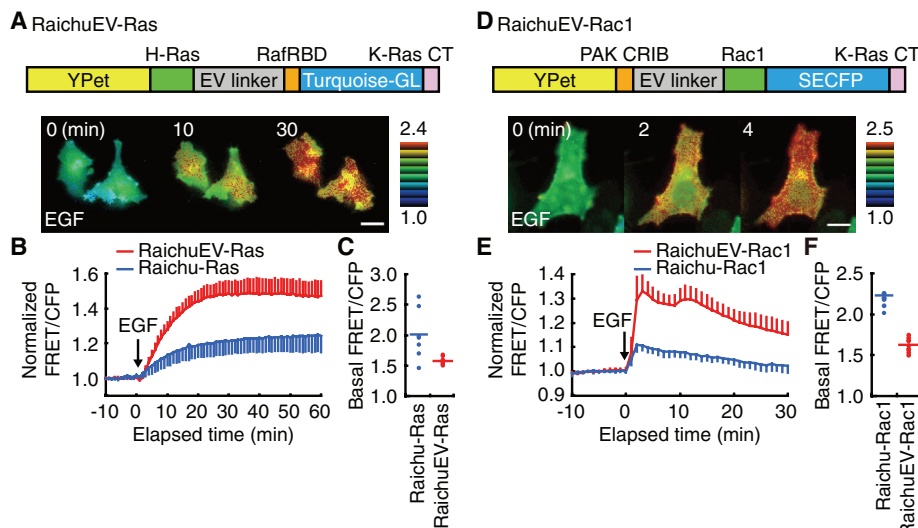 A RaichuEV-Ras
H-Ras RafRBD K-Ras CT
YPet EV linker Turquoise-GL
0 (min) 10 30 2.4
EGF 1.0
B RaichuEV-Ras
Raichu-Ras
Normalized FRET/CFP
1.6
1.4
1.2
1.0
EGF
-10 0 10 20 30 40 50 60
Elapsed time (min)
C
Basal FRET/CFP
3.0
2.5
2.0
1.5
1.0
Raichu-Ras
RaichuEV-Ras
D RaichuEV-Rac1
PAK CRIB Rac1 K-Ras CT
YPet EV linker SECFP
0 (min) 2 4 2.5
EGF 1.0
E RaichuEV-Rac1
Raichu-Rac1
Normalized
FRET/CFP
1.4
1.3
1.2
1.1
1.0
0.9
EGF
-10 0 10 20 30
Elapsed time (min)
F
Basal FRET/CFP
2.5
2.0
1.5
1.0
Raichu-Rac1
RaichuEV-Rac1